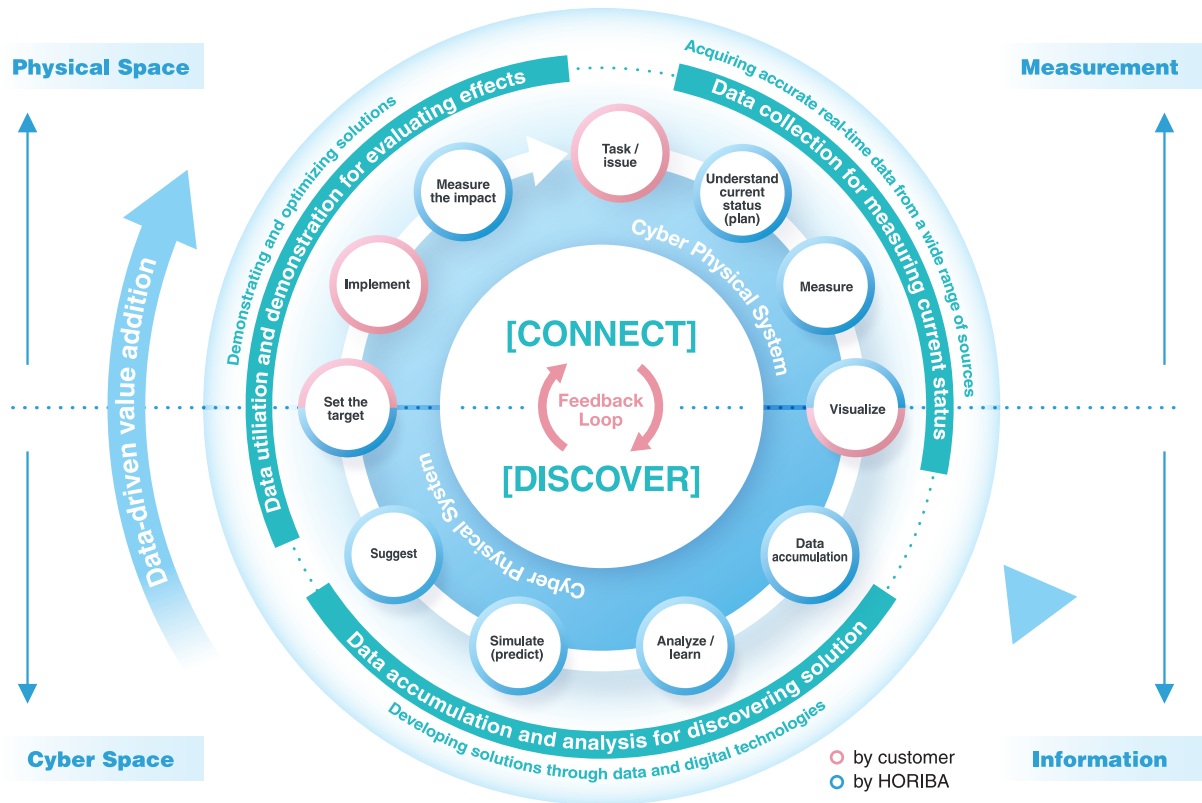 Physical Space
Measurement
Data-driven value addition
Demonstrating and optimizing solutions
Data utiliation and demonstration for evaluating effects
Acquiring accurate real-time data from a wide range of sources
Data collection for measuring current status
Task /
issue
Understand
current
status
(plan)
Measure
Visualize
Data
accumulation
Analyze /
learn
Simulate
(predict)
Suggest
Set the
target
Implement
Measure
the impact
Cyber Physical System
[CONNECT]
Feedback
Loop
[DISCOVER]
Cyber Physical System
Data accumulation and analysis for discovering solution
Developing solutions through data and digital technologies
Cyber Space
Information
by customer
by HORIBA